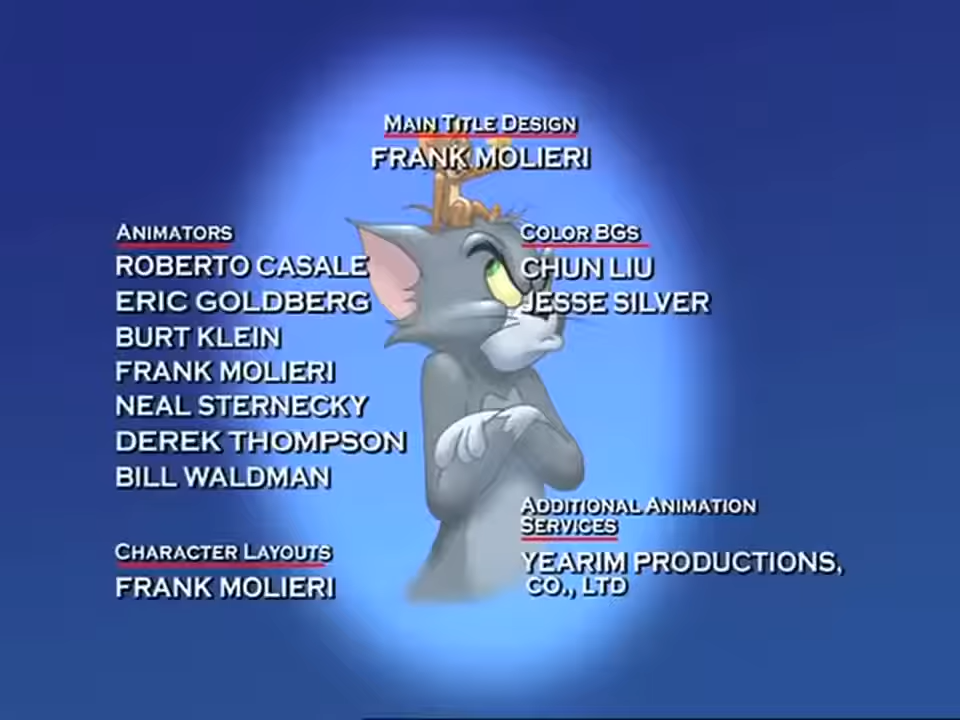 MAIN TITLE DESIGN
FRANK MOLIERI
ANIMATORS
ROBERTO CASALE
ERIC GOLDBERG
BURT KLEIN
FRANK MOLIERI
NEAL STERNECKY
DEREK THOMPSON
BILL WALDMAN
CHARACTER LAYOUTS
FRANK MOLIERI
COLOR BGS
CHUN LIU
JESSE SILVER
ADDITIONAL ANIMATION
SERVICES
YEARIM PRODUCTIONS,
CO., LTD